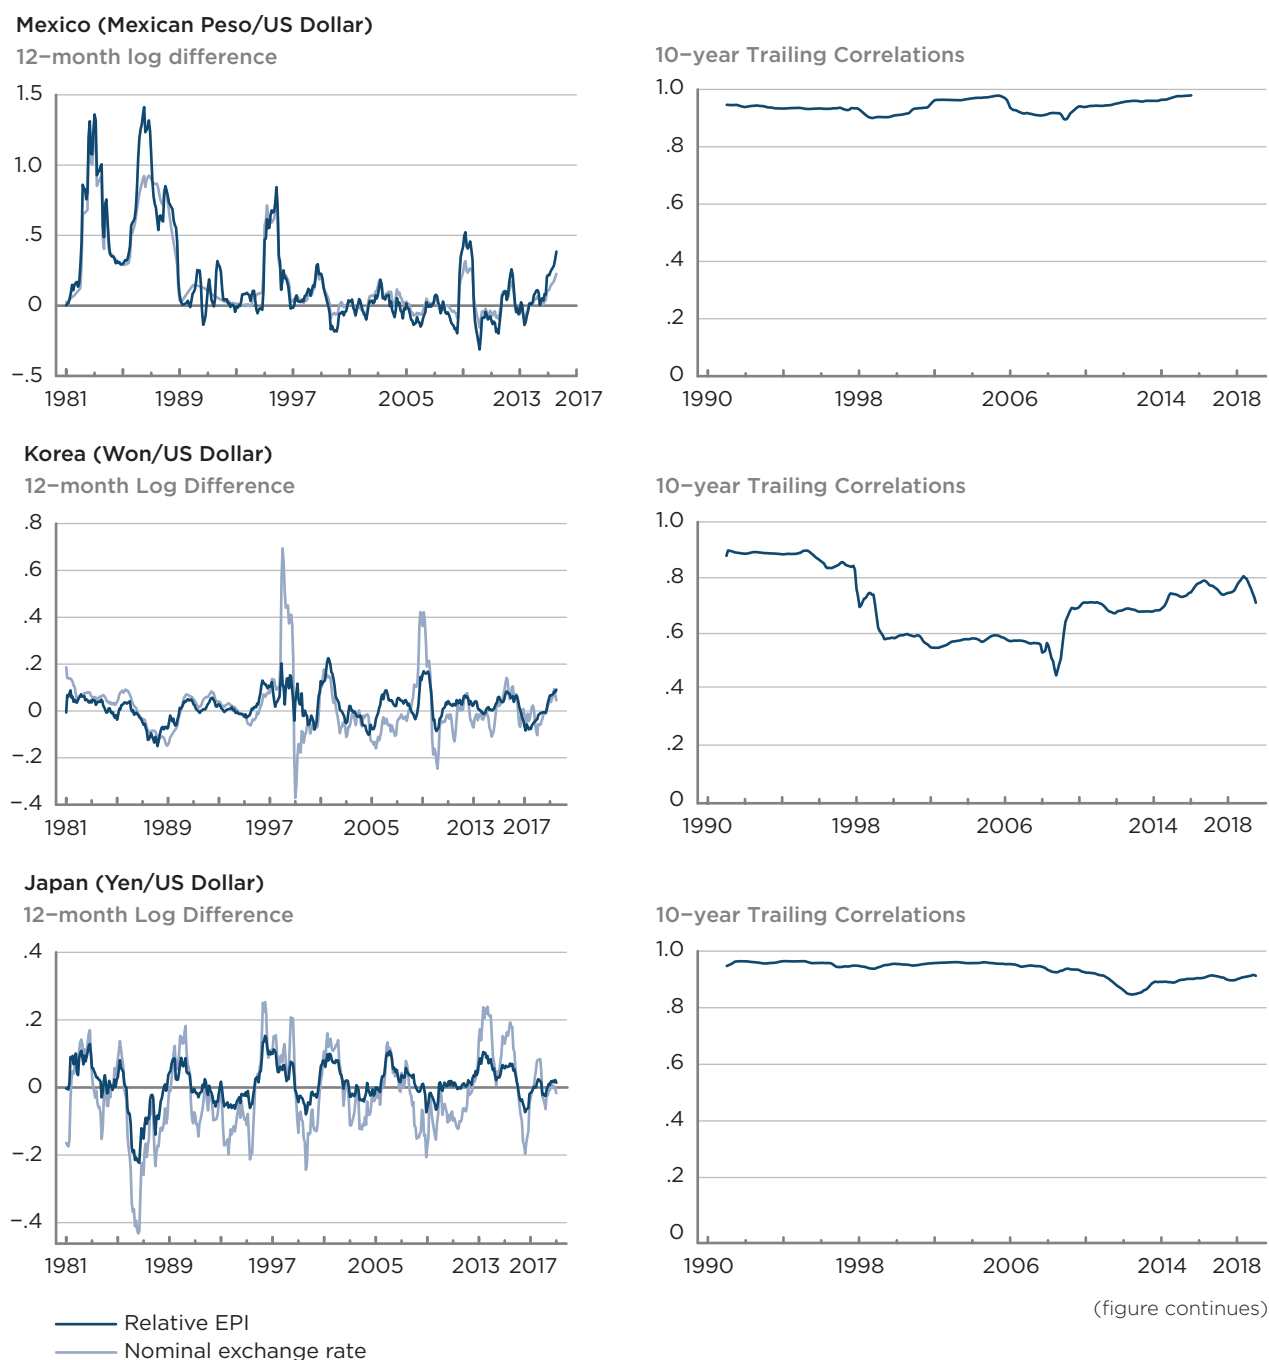 Mexico (Mexican Peso/US Dollar)
12–month log difference
10–year Trailing Correlations
1.5
1.0
.5
0
–.5
1981 1989 1997 2005 2013 2017
1.0
.8
.6
.4
.2
0
1990 1998 2006 2014 2018
Korea (Won/US Dollar)
12–month Log Difference
10–year Trailing Correlations
.8
.6
.4
.2
0
–.2
–.4
1981 1989 1997 2005 2013 2017
1.0
.8
.6
.4
.2
0
1990 1998 2006 2014 2018
Japan (Yen/US Dollar)
12–month Log Difference
10–year Trailing Correlations
.4
.2
0
–.2
–.4
1981 1989 1997 2005 2013 2017
1.0
.8
.6
.4
.2
0
1990 1998 2006 2014 2018
(figure continues)
Relative EPI
Nominal exchange rate